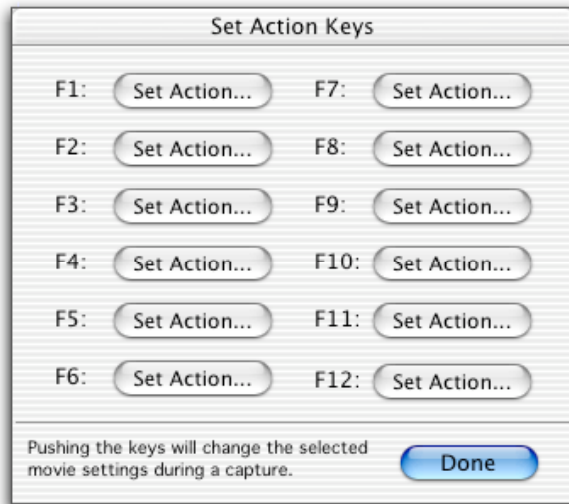 Set Action Keys
F1: Set Action... F7: Set Action...
F2: Set Action... F8: Set Action...
F3: Set Action... F9: Set Action...
F4: Set Action... F10: Set Action...
F5: Set Action... F11: Set Action...
F6: Set Action... F12: Set Action...
Pushing the keys will change the selected
movie settings during a capture.
Done